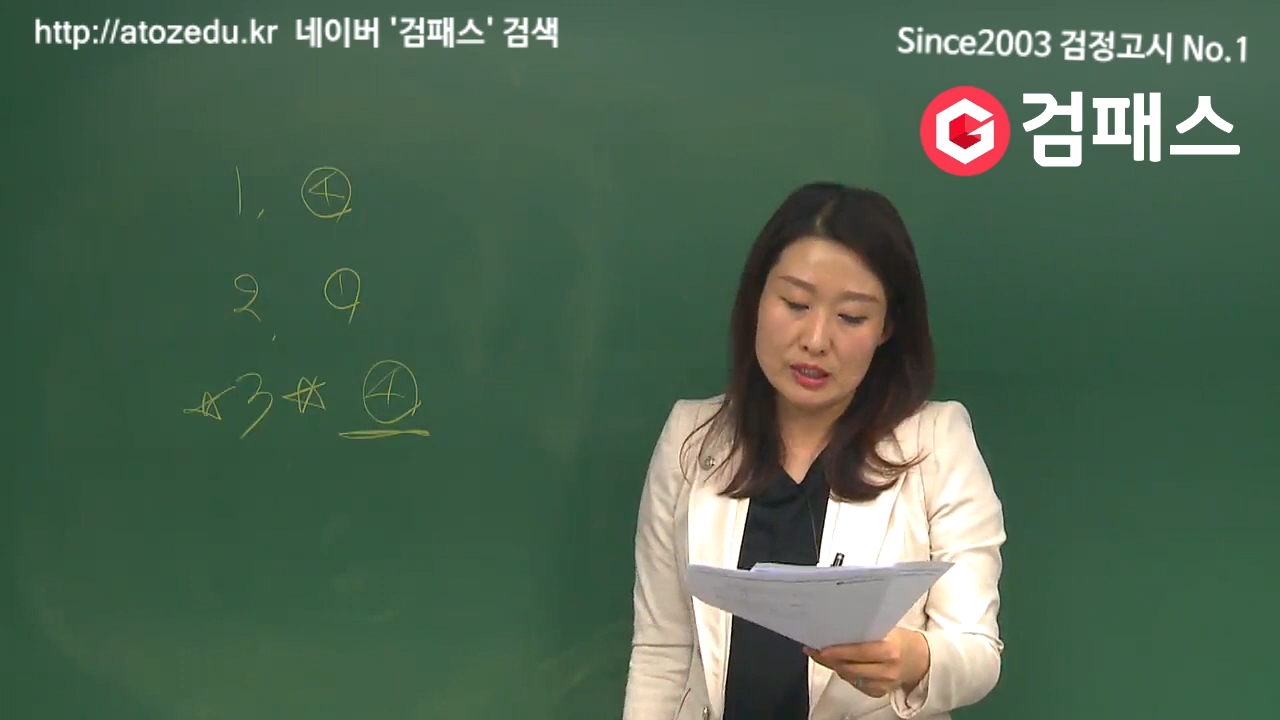 http://atozedu.kr 네이버 '검패스' 검색
Since2003 검정고시 No.1
검패스
1. ④
2. ①
☆3☆ ④